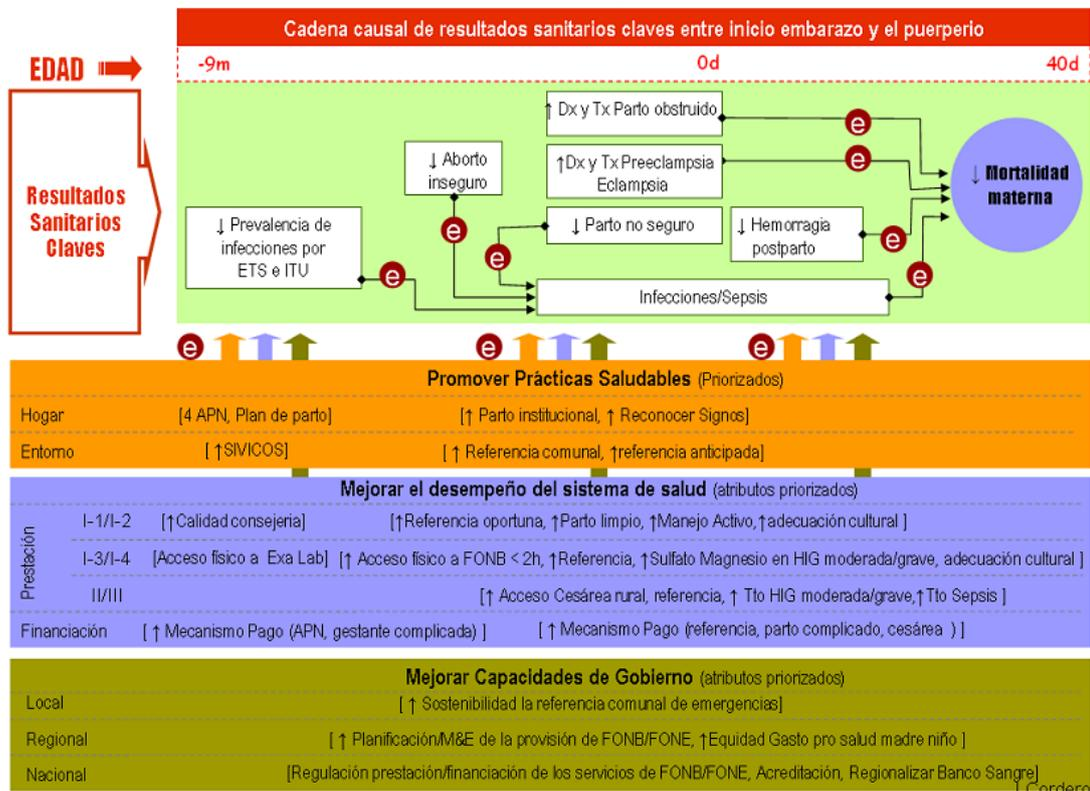 Cadena causal de resultados sanitarios claves entre inicio embarazo y el puerperio
EDAD
-9m
0d
40d
Resultados
Sanitarios
Claves
↑ Dx y Tx Parto obstruido
e
↓ Aborto
inseguro
↑Dx y Tx Preeclampsia
Eclampsia
e
↓ Mortalidad
materna
↓ Prevalencia de
infecciones por
ETS e ITU
e
↓ Parto no seguro
↓ Hemorragia
postparto
e
e
e
e
Infecciones/Sepsis
e
e
e
Promover Prácticas Saludables (Priorizados)
Hogar [4 APN, Plan de parto] [↑ Parto institucional, ↑ Reconocer Signos]
Entorno [ ↑SIVICOS] [ ↑ Referencia comunal, ↑referencia anticipada]
Mejorar el desempeño del sistema de salud (atributos priorizados)
Prestación
I-1/I-2 [↑Calidad consejeria] [↑Referencia oportuna, ↑Parto limpio, ↑Manejo Activo,↑adecuación cultural ]
I-3/I-4 [Acceso físico a Exa Lab] [↑ Acceso físico a FONB < 2h, ↑Referencia, ↑Sulfato Magnesio en HIG moderada/grave, adecuación cultural ]
II/III [↑ Acceso Cesárea rural, referencia, ↑ Tto HIG moderada/grave,↑Tto Sepsis ]
Financiación [ ↑ Mecanismo Pago (APN, gestante complicada) ] [ ↑ Mecanismo Pago (referencia, parto complicado, cesárea ) ]
Mejorar Capacidades de Gobierno (atributos priorizados)
Local [ ↑ Sostenibilidad la referencia comunal de emergencias]
Regional [ ↑ Planificación/M&E de la provisión de FONB/FONE, ↑Equidad Gasto pro salud madre niño ]
Nacional [Regulación prestación/financiación de los servicios de FONB/FONE, Acreditación, Regionalizar Banco Sangre]
Cordero